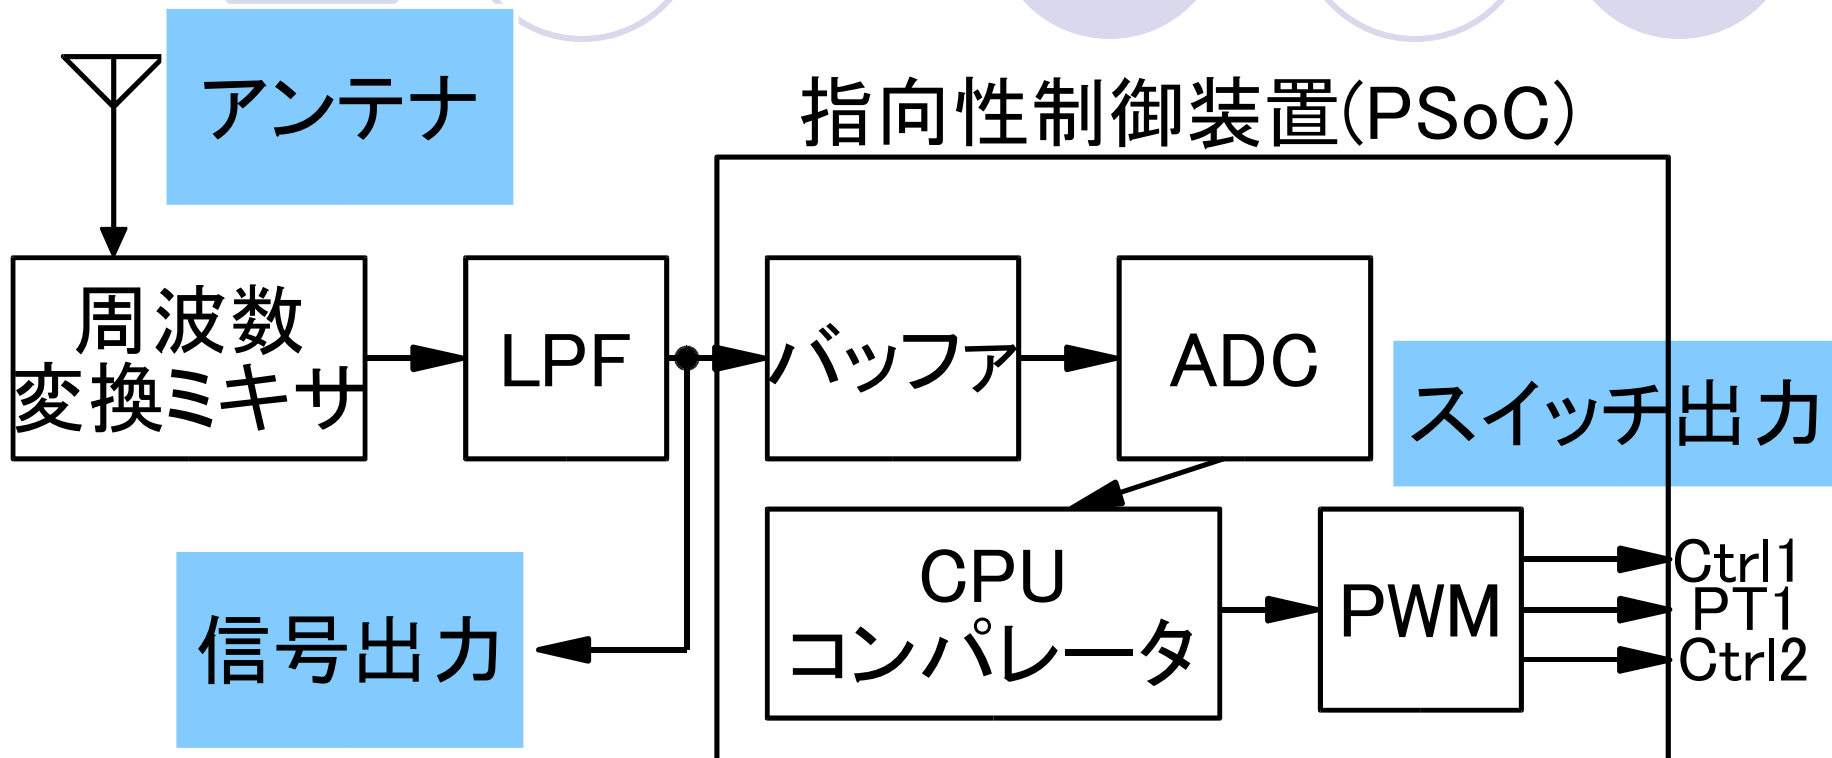 アンテナ
指向性制御装置(PSoC)
周波数
変換ミキサ
LPF
バッファ
ADC
スイッチ出力
CPU
コンパレータ
PWM
Ctrl1
PT1
Ctrl2
信号出力